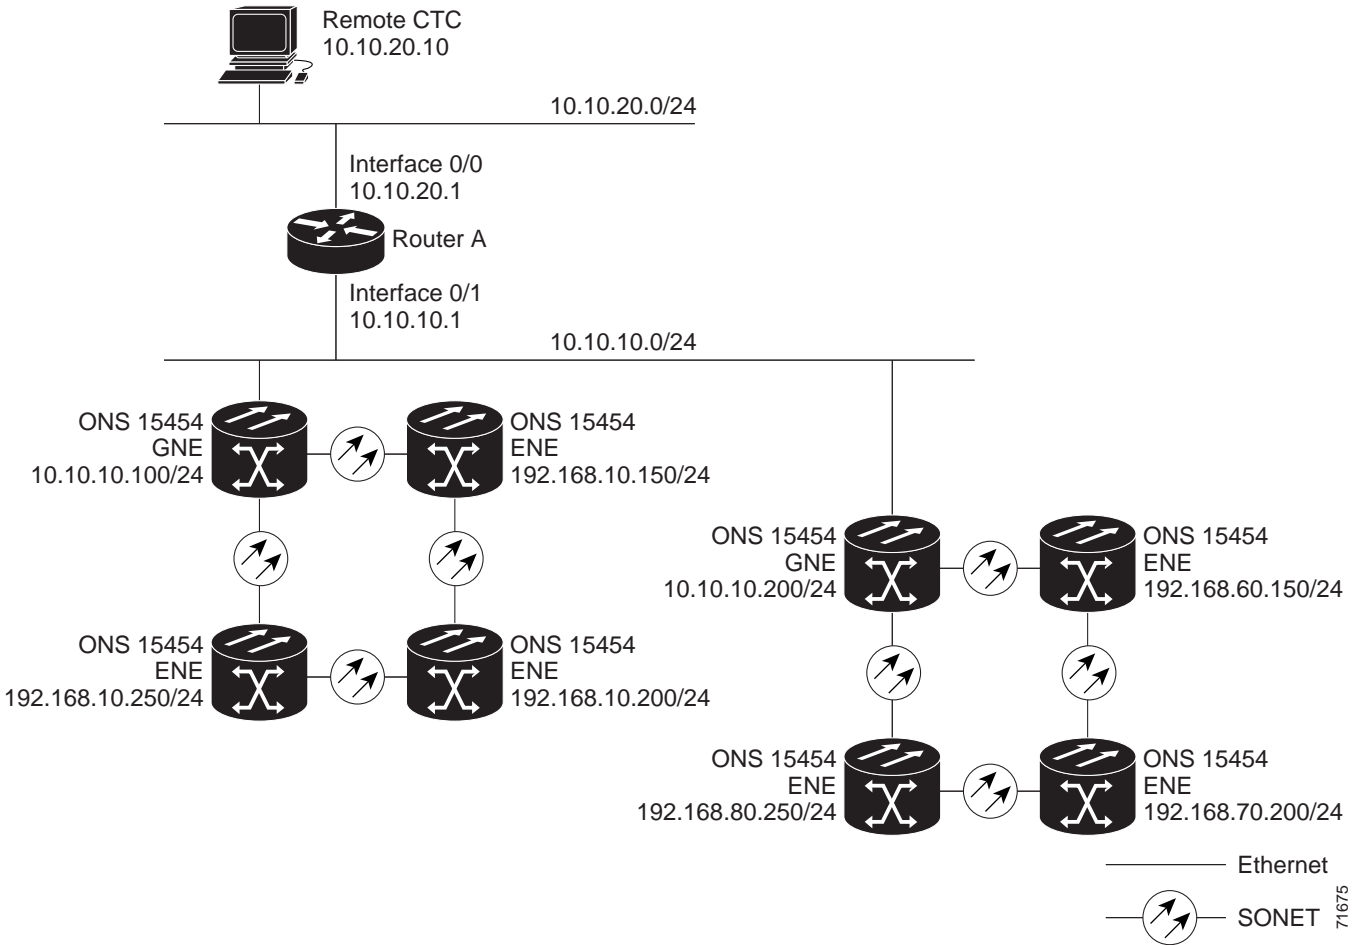 Remote CTC
10.10.20.10
10.10.20.0/24
Interface 0/0
10.10.20.1
Router A
Interface 0/1
10.10.10.1
10.10.10.0/24
ONS 15454
GNE
10.10.10.100/24
ONS 15454
ENE
192.168.10.150/24
ONS 15454
ENE
192.168.10.250/24
ONS 15454
ENE
192.168.10.200/24
ONS 15454
GNE
10.10.10.200/24
ONS 15454
ENE
192.168.60.150/24
ONS 15454
ENE
192.168.80.250/24
ONS 15454
ENE
192.168.70.200/24
Ethernet
SONET
71675